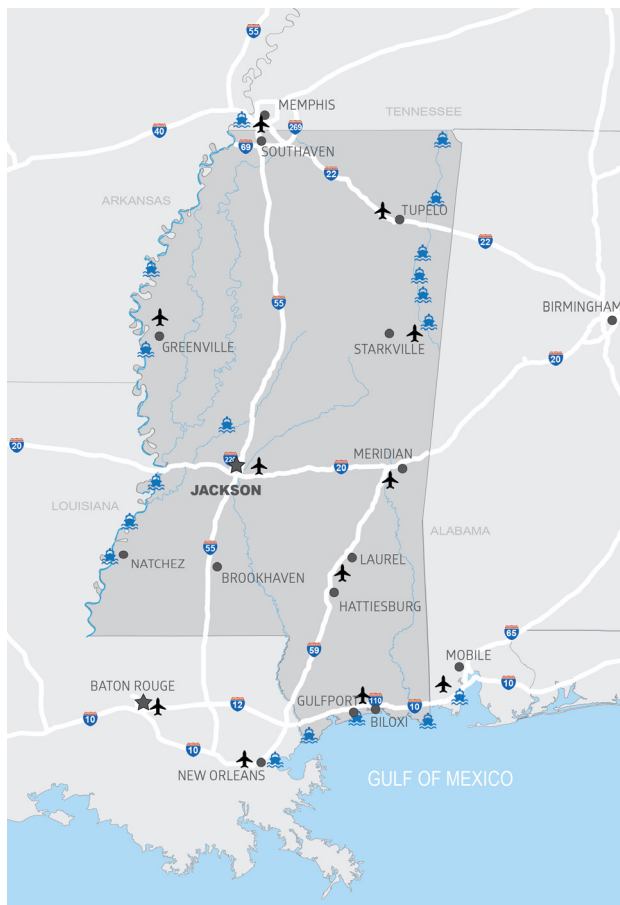 55
MEMPHIS
TENNESSEE
40
269
69
SOUTHAVEN
22
ARKANSAS
TUPELO
22
55
BIRMINGHAM
GREENVILLE
STARKVILLE
20
20
220
MERIDIAN
20
JACKSON
LOUISIANA
ALABAMA
55
LAUREL
NATCHEZ
BROOKHAVEN
HATTIESBURG
65
59
MOBILE
BATON ROUGE
10
GULFPORT
110
12
10
10
BILOXI
10
NEW ORLEANS
GULF OF MEXICO